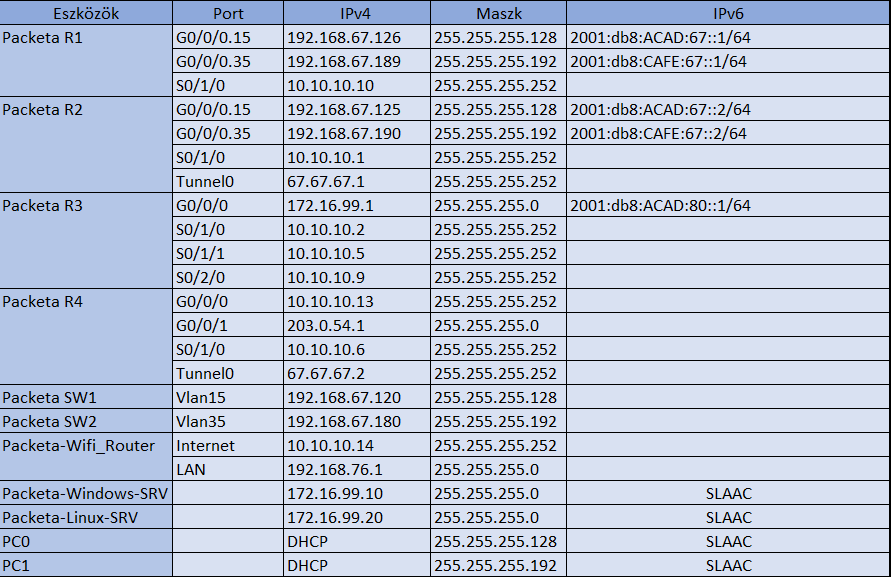 Eszközök Port IPv4 Maszk IPv6
Packeta R1 G0/0/0.15 192.168.67.126 255.255.255.128 2001:db8:ACAD:67::1/64
G0/0/0.35 192.168.67.189 255.255.255.192 2001:db8:CAFE:67::1/64
S0/1/0 10.10.10.10 255.255.255.252
Packeta R2 G0/0/0.15 192.168.67.125 255.255.255.128 2001:db8:ACAD:67::2/64
G0/0/0.35 192.168.67.190 255.255.255.192 2001:db8:CAFE:67::2/64
S0/1/0 10.10.10.1 255.255.255.252
Tunnel0 67.67.67.1 255.255.255.252
Packeta R3 G0/0/0 172.16.99.1 255.255.255.0 2001:db8:ACAD:80::1/64
S0/1/0 10.10.10.2 255.255.255.252
S0/1/1 10.10.10.5 255.255.255.252
S0/2/0 10.10.10.9 255.255.255.252
Packeta R4 G0/0/0 10.10.10.13 255.255.255.252
G0/0/1 203.0.54.1 255.255.255.0
S0/1/0 10.10.10.6 255.255.255.252
Tunnel0 67.67.67.2 255.255.255.252
Packeta SW1 Vlan15 192.168.67.120 255.255.255.128
Packeta SW2 Vlan35 192.168.67.180 255.255.255.192
Packeta-Wifi_Router Internet 10.10.10.14 255.255.255.252
LAN 192.168.76.1 255.255.255.0
Packeta-Windows-SRV 172.16.99.10 255.255.255.0 SLAAC
Packeta-Linux-SRV 172.16.99.20 255.255.255.0 SLAAC
PC0 DHCP 255.255.255.128 SLAAC
PC1 DHCP 255.255.255.192 SLAAC